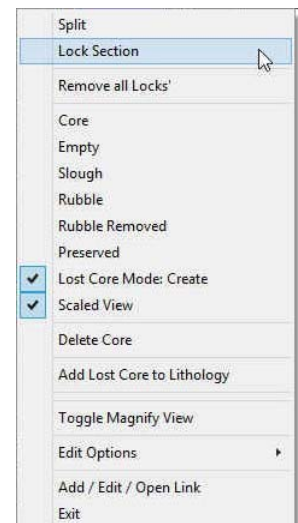 Split
Lock Section
Remove all Locks'
Core
Empty
Slough
Rubble
Rubble Removed
Preserved
Lost Core Mode: Create
Scaled View
Delete Core
Add Lost Core to Lithology
Toggle Magnify View
Edit Options
Add / Edit / Open Link
Exit